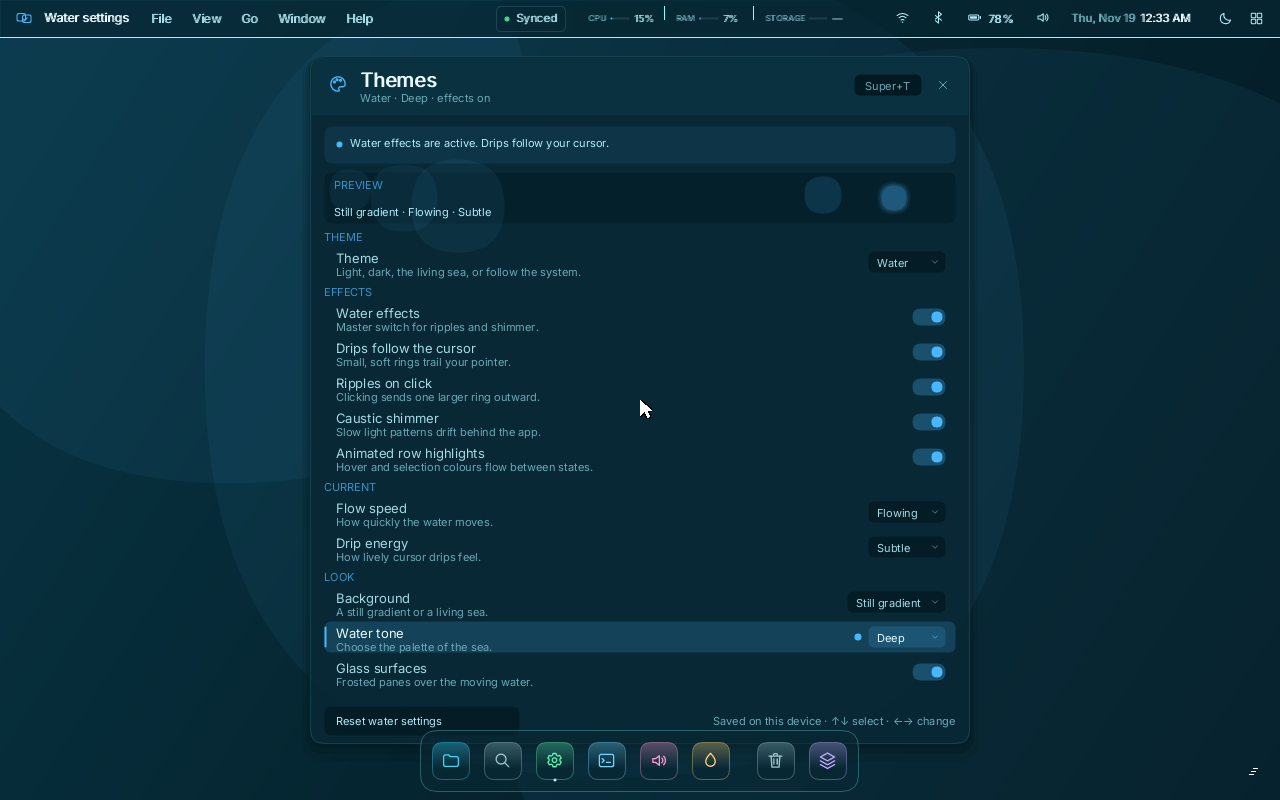 Water settings File View Go Window Help Synced CPU 15% RAM 7% STORAGE — 78% Thu, Nov 19 12:33 AM
Themes
Water · Deep · effects on
Super+T
Water effects are active. Drips follow your cursor.
PREVIEW
Still gradient · Flowing · Subtle
THEME
Theme
Light, dark, the living sea, or follow the system.
Water
EFFECTS
Water effects
Master switch for ripples and shimmer.
Drips follow the cursor
Small, soft rings trail your pointer.
Ripples on click
Clicking sends one larger ring outward.
Caustic shimmer
Slow light patterns drift behind the app.
Animated row highlights
Hover and selection colours flow between states.
CURRENT
Flow speed
How quickly the water moves.
Flowing
Drip energy
How lively cursor drips feel.
Subtle
LOOK
Background
A still gradient or a living sea.
Still gradient
Water tone
Choose the palette of the sea.
Deep
Glass surfaces
Frosted panes over the moving water.
Reset water settings
Saved on this device · ↑↓ select · ←→ change